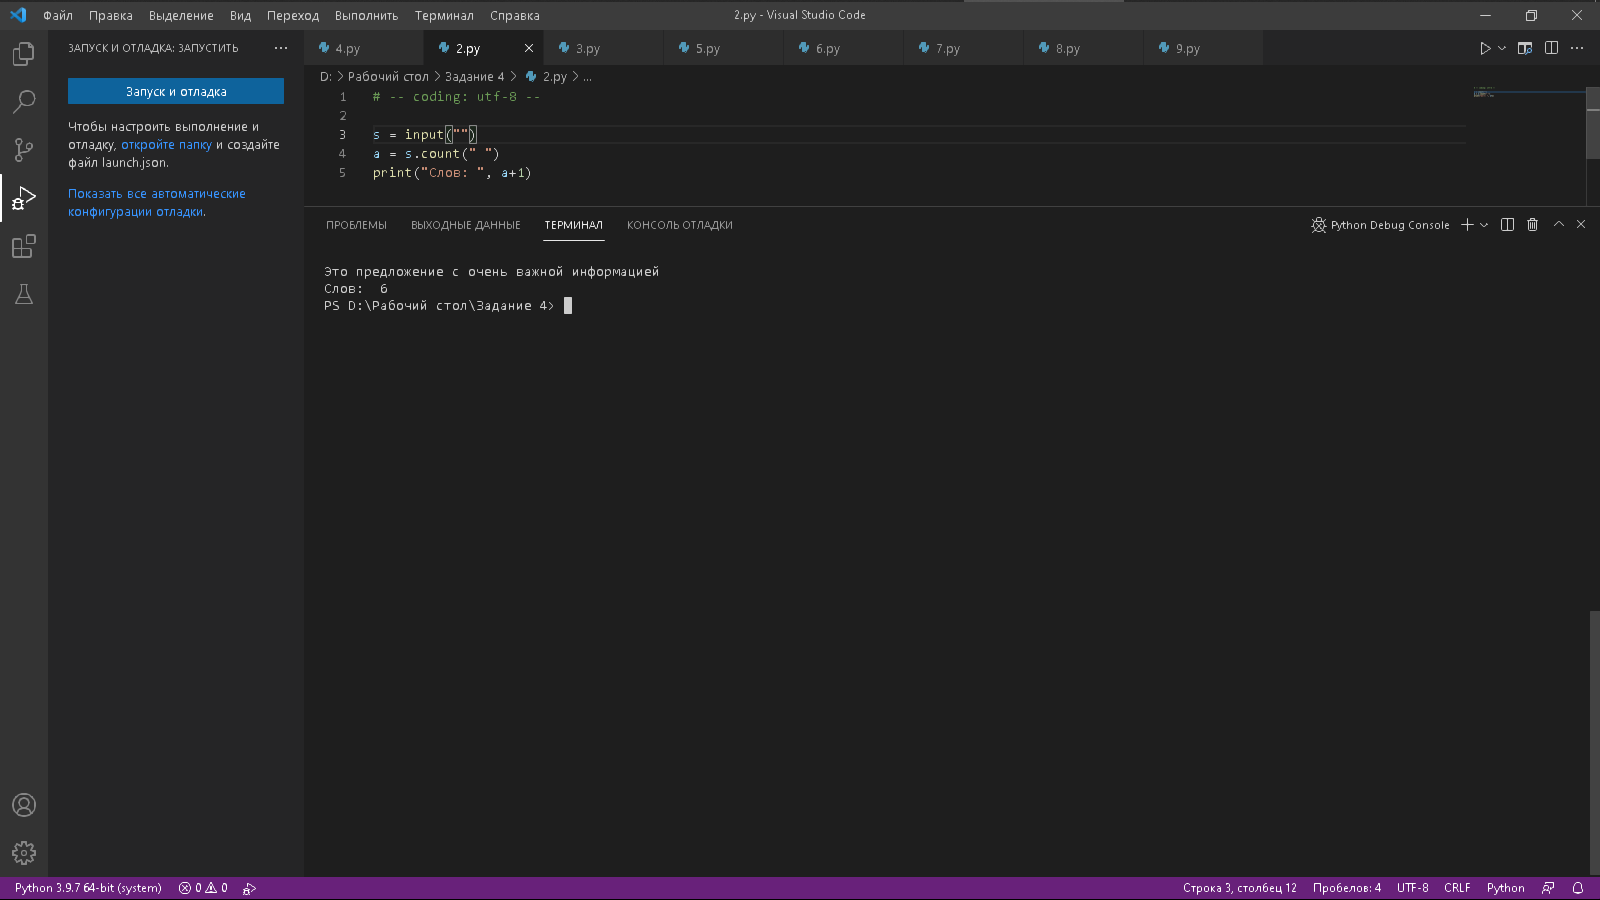 Файл Правка Выделение Вид Переход Выполнить Терминал Справка
2.py - Visual Studio Code
ЗАПУСК И ОТЛАДКА: ЗАПУСТИТЬ
Запуск и отладка
Чтобы настроить выполнение и
отладку, откройте папку и создайте
файл launch.json.
Показать все автоматические
конфигурации отладки.
4.py 2.py 3.py 5.py 6.py 7.py 8.py 9.py
D: > Рабочий стол > Задание 4 > 2.py > ...
1 # -- coding: utf-8 --
2
3 s = input("")
4 a = s.count(" ")
5 print("Слов: ", a+1)
ПРОБЛЕМЫ ВЫХОДНЫЕ ДАННЫЕ ТЕРМИНАЛ КОНСОЛЬ ОТЛАДКИ
Python Debug Console
Это предложение с очень важной информацией
Слов:  6
PS D:\Рабочий стол\Задание 4>
Python 3.9.7 64-bit (system) 0 0
Строка 3, столбец 12 Пробелов: 4 UTF-8 CRLF Python